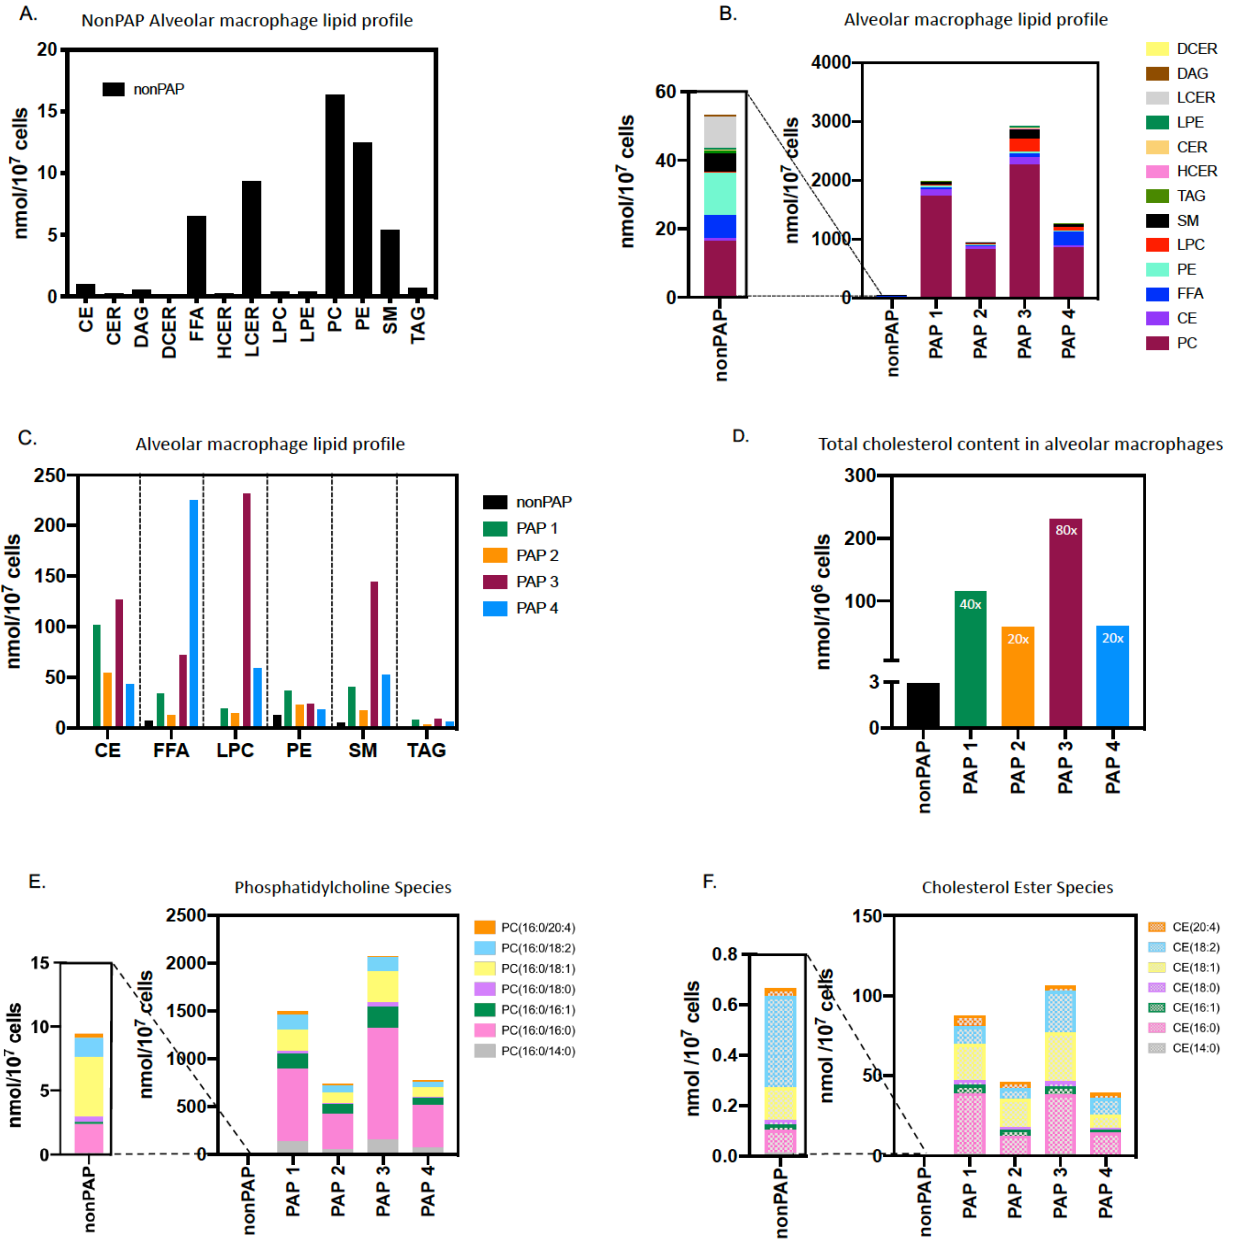 A.
NonPAP Alveolar macrophage lipid profile
nmol/10⁷ cells
20
15
10
5
0
nonPAP
CE
CER
DAG
DCER
FFA
HCER
LCER
LPC
LPE
PC
PE
SM
TAG
B.
Alveolar macrophage lipid profile
nmol/10⁷ cells
60
40
20
0
nonPAP
nmol/10⁷ cells
4000
3000
2000
1000
0
nonPAP
PAP 1
PAP 2
PAP 3
PAP 4
DCER
DAG
LCER
LPE
CER
HCER
TAG
SM
LPC
PE
FFA
CE
PC
C.
Alveolar macrophage lipid profile
nmol/10⁷ cells
250
200
150
100
50
0
CE FFA LPC PE SM TAG
nonPAP
PAP 1
PAP 2
PAP 3
PAP 4
D.
Total cholesterol content in alveolar macrophages
nmol/10⁶ cells
300
200
100
3
0
40x
20x
80x
20x
nonPAP
PAP 1
PAP 2
PAP 3
PAP 4
E.
Phosphatidylcholine Species
nmol/10⁷ cells
15
10
5
0
nonPAP
nmol/10⁷ cells
2500
2000
1500
1000
500
0
nonPAP
PAP 1
PAP 2
PAP 3
PAP 4
PC(16:0/20:4)
PC(16:0/18:2)
PC(16:0/18:1)
PC(16:0/18:0)
PC(16:0/16:1)
PC(16:0/16:0)
PC(16:0/14:0)
F.
Cholesterol Ester Species
nmol /10⁷ cells
0.8
0.6
0.4
0.2
0.0
nonPAP
nmol/10⁷ cells
150
100
50
0
nonPAP
PAP 1
PAP 2
PAP 3
PAP 4
CE(20:4)
CE(18:2)
CE(18:1)
CE(18:0)
CE(16:1)
CE(16:0)
CE(14:0)